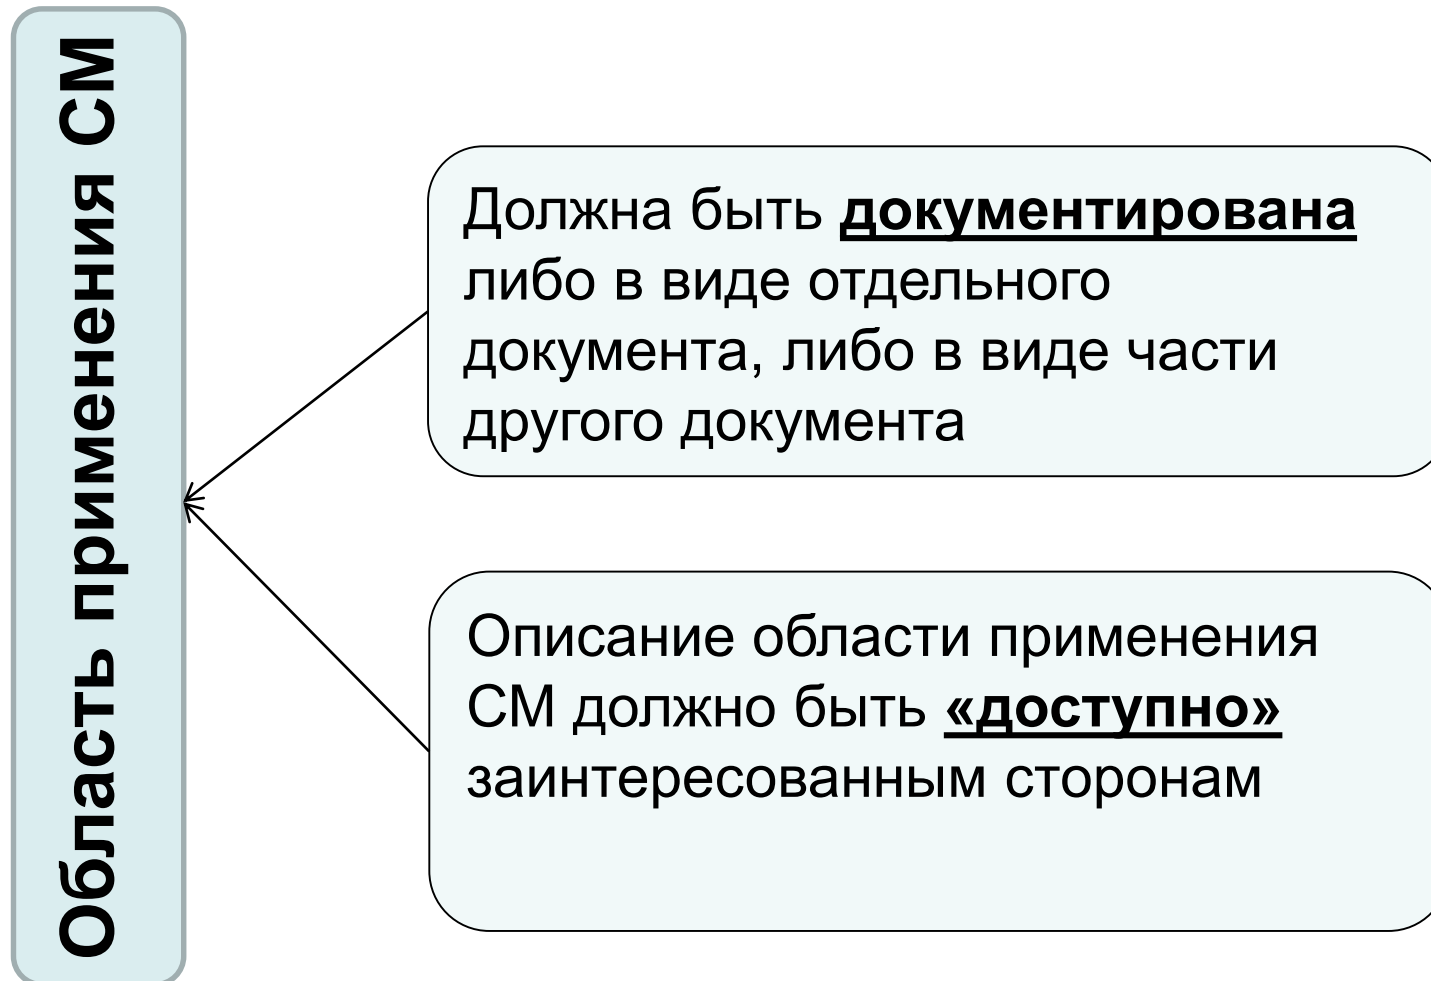 Область применения СМ
Должна быть документирована
либо в виде отдельного
документа, либо в виде части
другого документа
Описание области применения
СМ должно быть «доступно»
заинтересованным сторонам